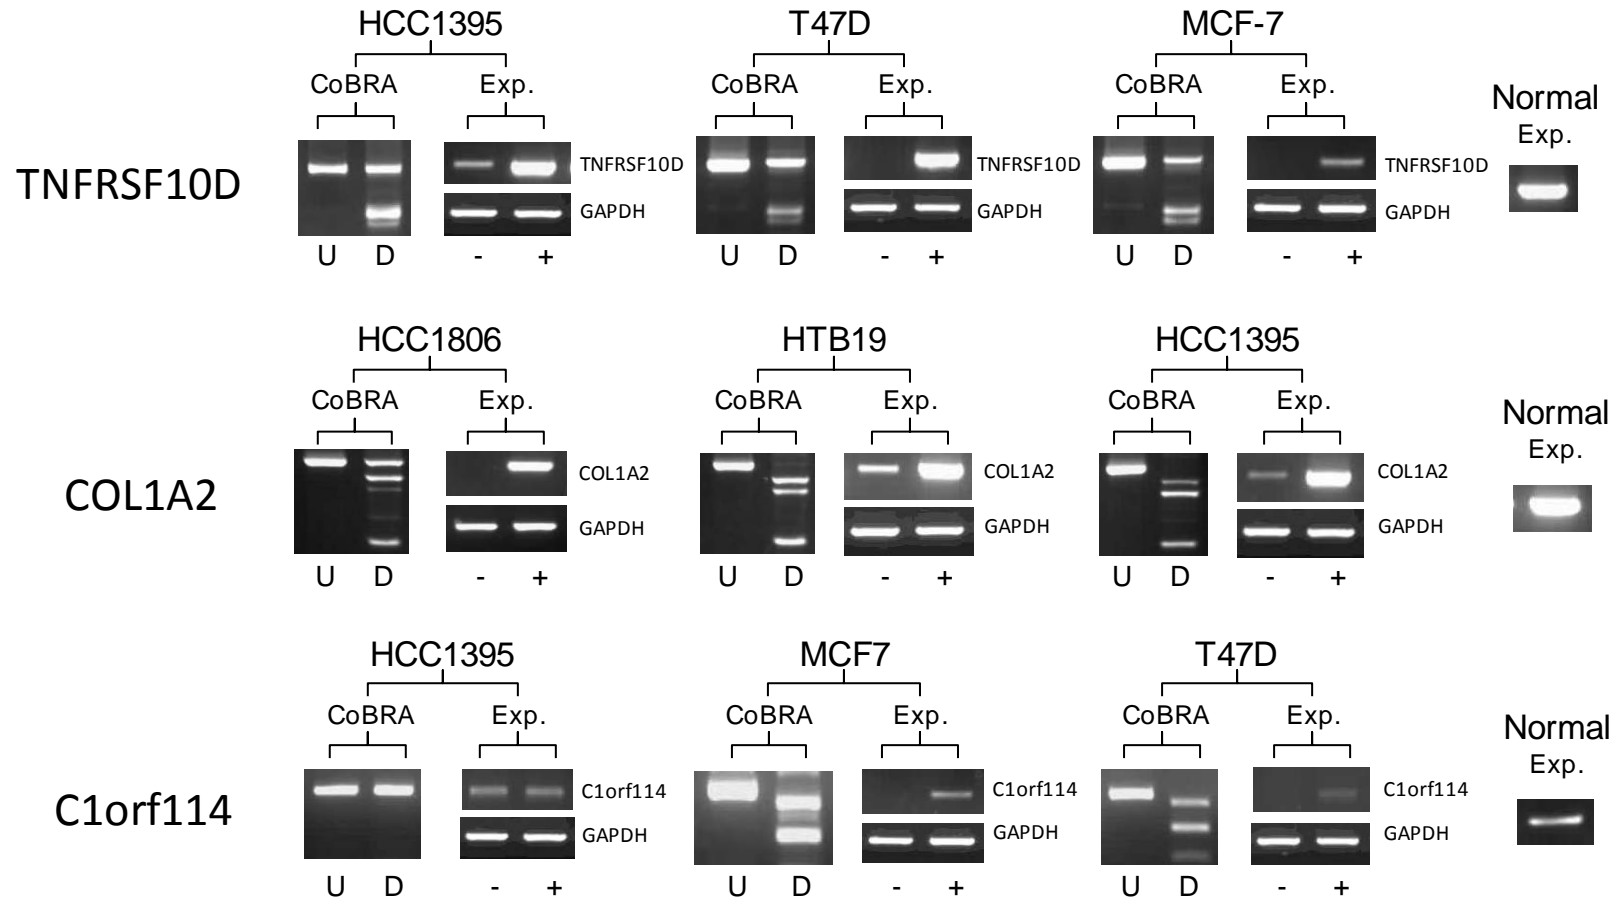 HCC1395 T47D MCF-7
CoBRA Exp. CoBRA Exp. CoBRA Exp. Normal
Exp.
TNFRSF10D TNFRSF10D TNFRSF10D TNFRSF10D
GAPDH GAPDH GAPDH
U D - + U D - + U D - +
HCC1806 HTB19 HCC1395
CoBRA Exp. CoBRA Exp. CoBRA Exp. Normal
Exp.
COL1A2 COL1A2 COL1A2 COL1A2
GAPDH GAPDH GAPDH
U D - + U D - + U D - +
HCC1395 MCF7 T47D
CoBRA Exp. CoBRA Exp. CoBRA Exp. Normal
Exp.
C1orf114 C1orf114 C1orf114 C1orf114
GAPDH GAPDH GAPDH
U D - + U D - + U D - +